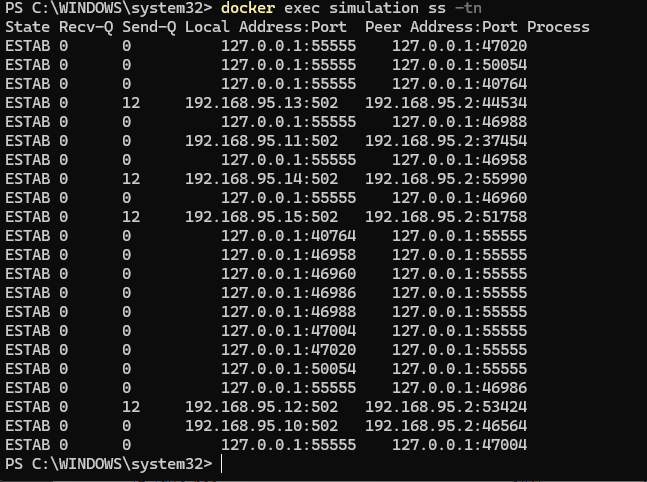 PS C:\WINDOWS\system32> docker exec simulation ss -tn
State Recv-Q Send-Q Local Address:Port  Peer Address:Port Process
ESTAB 0      0          127.0.0.1:55555    127.0.0.1:47020
ESTAB 0      0          127.0.0.1:55555    127.0.0.1:50054
ESTAB 0      0          127.0.0.1:55555    127.0.0.1:40764
ESTAB 0      12     192.168.95.13:502   192.168.95.2:44534
ESTAB 0      0          127.0.0.1:55555    127.0.0.1:46988
ESTAB 0      0      192.168.95.11:502   192.168.95.2:37454
ESTAB 0      0          127.0.0.1:55555    127.0.0.1:46958
ESTAB 0      12     192.168.95.14:502   192.168.95.2:55990
ESTAB 0      0          127.0.0.1:55555    127.0.0.1:46960
ESTAB 0      12     192.168.95.15:502   192.168.95.2:51758
ESTAB 0      0          127.0.0.1:40764    127.0.0.1:55555
ESTAB 0      0          127.0.0.1:46958    127.0.0.1:55555
ESTAB 0      0          127.0.0.1:46960    127.0.0.1:55555
ESTAB 0      0          127.0.0.1:46986    127.0.0.1:55555
ESTAB 0      0          127.0.0.1:46988    127.0.0.1:55555
ESTAB 0      0          127.0.0.1:47004    127.0.0.1:55555
ESTAB 0      0          127.0.0.1:47020    127.0.0.1:55555
ESTAB 0      0          127.0.0.1:50054    127.0.0.1:55555
ESTAB 0      0          127.0.0.1:55555    127.0.0.1:46986
ESTAB 0      12     192.168.95.12:502   192.168.95.2:53424
ESTAB 0      0      192.168.95.10:502   192.168.95.2:46564
ESTAB 0      0          127.0.0.1:55555    127.0.0.1:47004
PS C:\WINDOWS\system32>